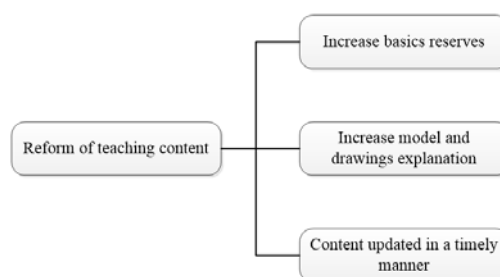 Increase basics reserves
Reform of teaching content
Increase model and
drawings explanation
Content updated in a timely
manner